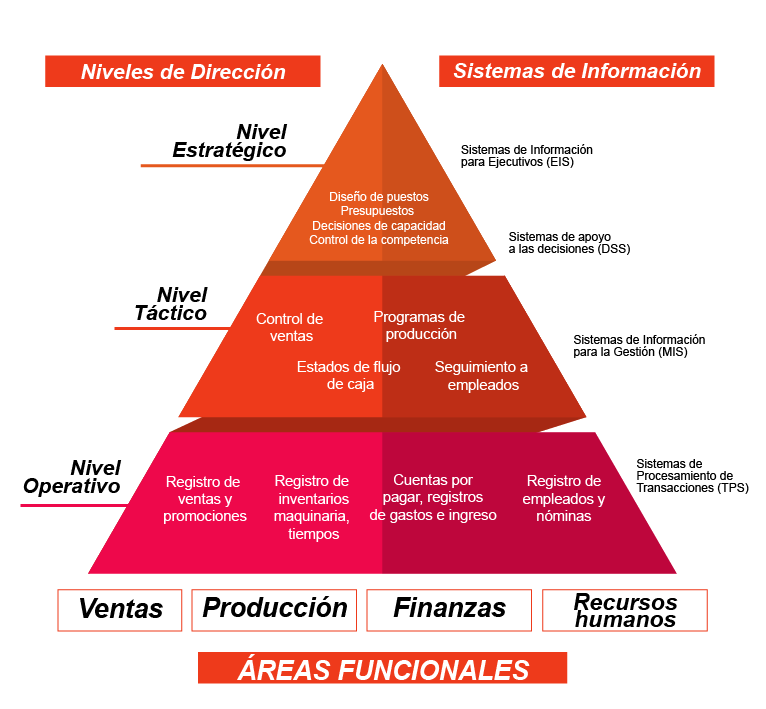 Niveles de Dirección
Sistemas de Información
Nivel
Estratégico
Sistemas de Información
para Ejecutivos (EIS)
Diseño de puestos
Presupuestos
Decisiones de capacidad
Control de la competencia
Sistemas de apoyo
a las decisiones (DSS)
Nivel
Táctico
Control de
ventas
Programas de
producción
Estados de flujo
de caja
Seguimiento a
empleados
Sistemas de Información
para la Gestión (MIS)
Nivel
Operativo
Registro de
ventas y
promociones
Registro de
inventarios
maquinaria,
tiempos
Cuentas por
pagar, registros
de gastos e ingreso
Registro de
empleados y
nóminas
Sistemas de
Procesamiento de
Transacciones (TPS)
Ventas
Producción
Finanzas
Recursos
humanos
ÁREAS FUNCIONALES